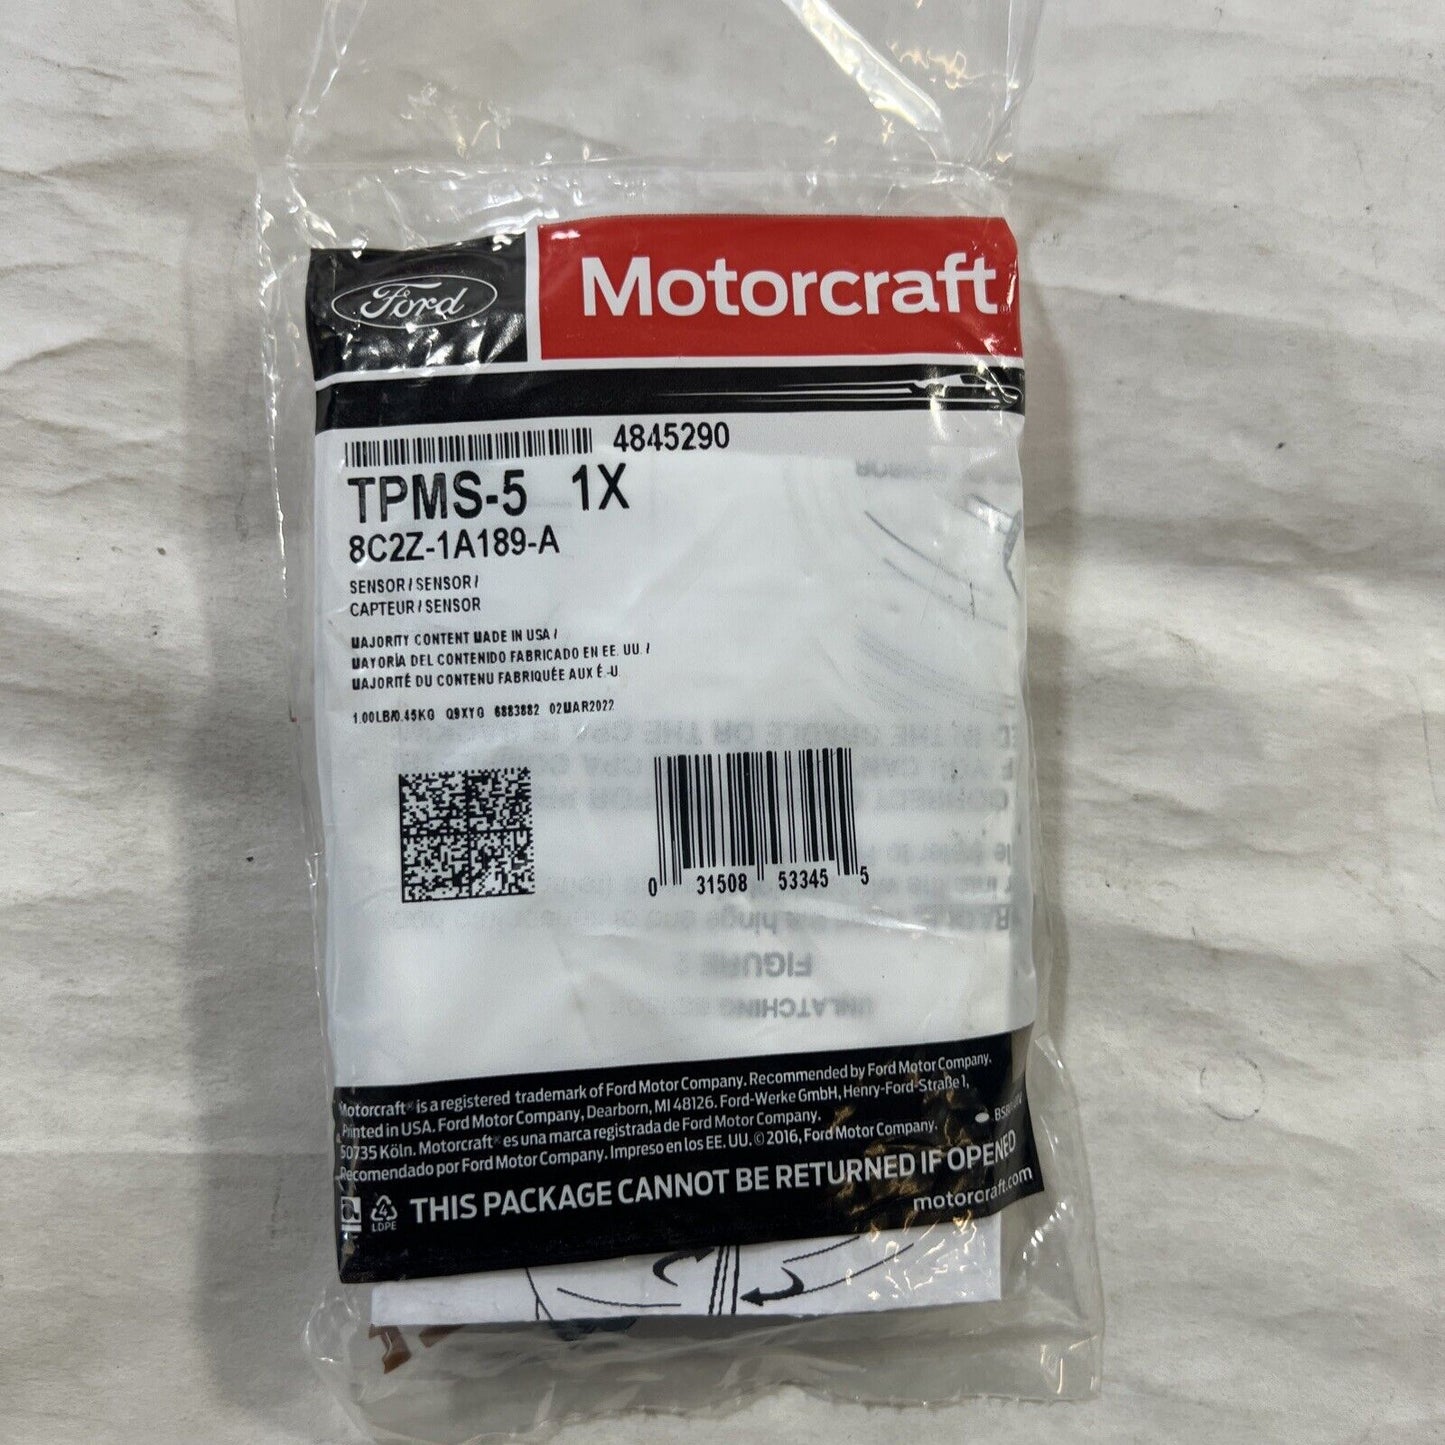 Ford
Motorcraft
4845290
TPMS-5 1X
8C2Z-1A189-A
SENSOR / SENSOR /
CAPTEUR / SENSOR
MAJORITY CONTENT MADE IN USA /
MAYORÍA DEL CONTENIDO FABRICADO EN EE. UU. /
MAJORITÉ DU CONTENU FABRIQUÉE AUX É.-U.
1.00LB/0.45KG Q9XYG 6883882 02MAR2022
0 31508 53345 5
FIGURE
UNLATCHING
Motorcraft® is a registered trademark of Ford Motor Company. Recommended by Ford Motor Company.
Printed in USA. Ford Motor Company, Dearborn, MI 48126. Ford-Werke GmbH, Henry-Ford-Straße 1,
50735 Köln. Motorcraft® es una marca registrada de Ford Motor Company.
Recomendado por Ford Motor Company. Impreso en los EE. UU. © 2016, Ford Motor Company.
4
LDPE
THIS PACKAGE CANNOT BE RETURNED IF OPENED
motorcraft.com